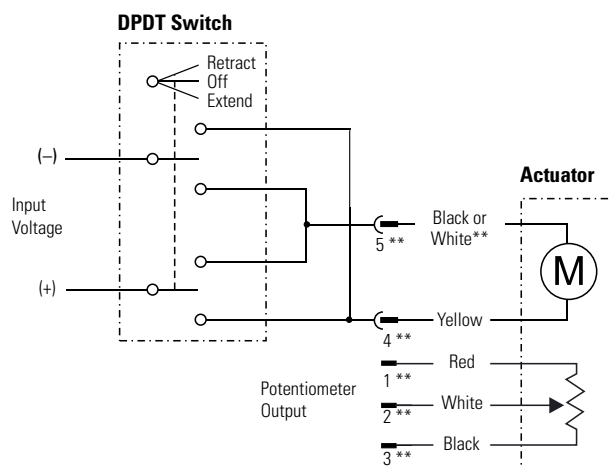 DPDT Switch
Retract
Off
Extend
(–)
Input
Voltage
(+)
Actuator
Black or
White**
5 **
M
Yellow
4 **
Red
1 **
Potentiometer
Output
White
2 **
Black
3 **